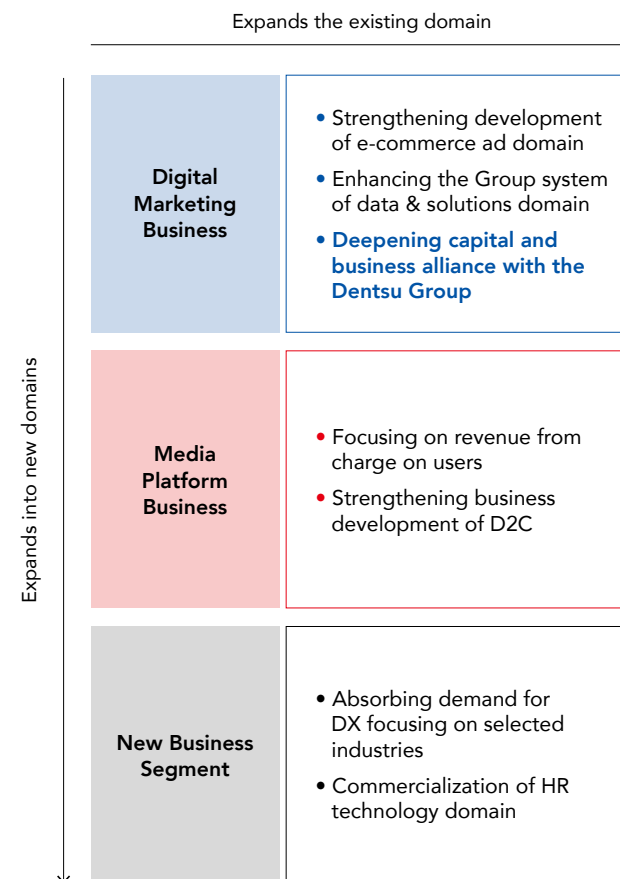 Expands the existing domain
Expands into new domains
Digital
Marketing
Business
• Strengthening development
of e-commerce ad domain
• Enhancing the Group system
of data & solutions domain
• Deepening capital and
business alliance with the
Dentsu Group
Media
Platform
Business
• Focusing on revenue from
charge on users
• Strengthening business
development of D2C
New Business
Segment
• Absorbing demand for
DX focusing on selected
industries
• Commercialization of HR
technology domain